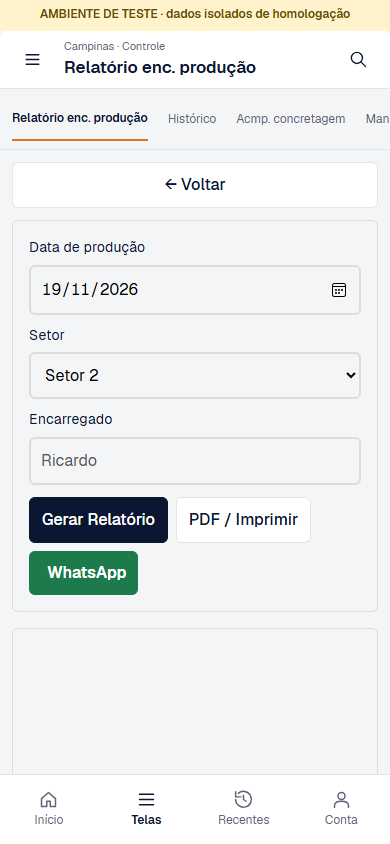 AMBIENTE DE TESTE · dados isolados de homologação
Campinas · Controle
Relatório enc. produção
Relatório enc. produção Histórico Acmp. concretagem Man
← Voltar
Data de produção
19/11/2026
Setor
Setor 2
Encarregado
Ricardo
Gerar Relatório PDF / Imprimir
WhatsApp
Início Telas Recentes Conta